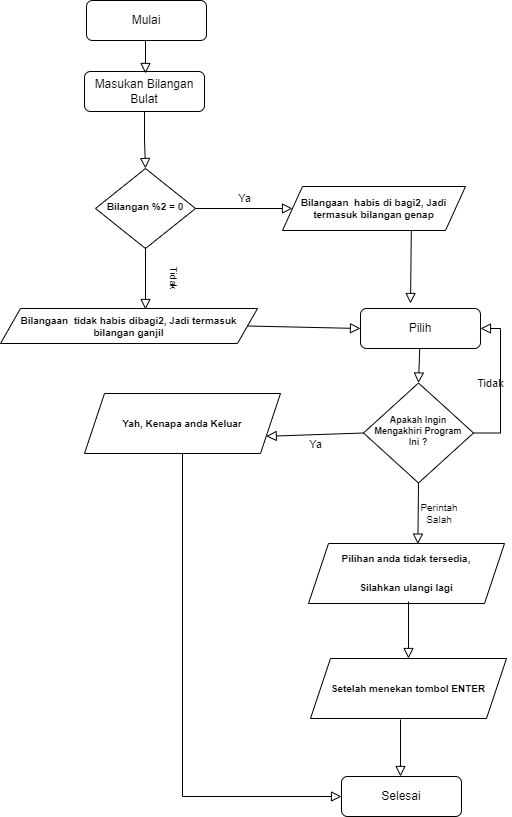 Mulai
Masukan Bilangan
Bulat
Bilangan %2 = 0
Ya
Bilangaan  habis di bagi2, Jadi
termasuk bilangan genap
Tidak
Bilangaan  tidak habis dibagi2, Jadi termasuk
bilangan ganjil
Pilih
Tidak
Apakah Ingin
Mengakhiri Program
Ini ?
Ya
Yah, Kenapa anda Keluar
Perintah
Salah
Pilihan anda tidak tersedia,
Silahkan ulangi lagi
Setelah menekan tombol ENTER
Selesai